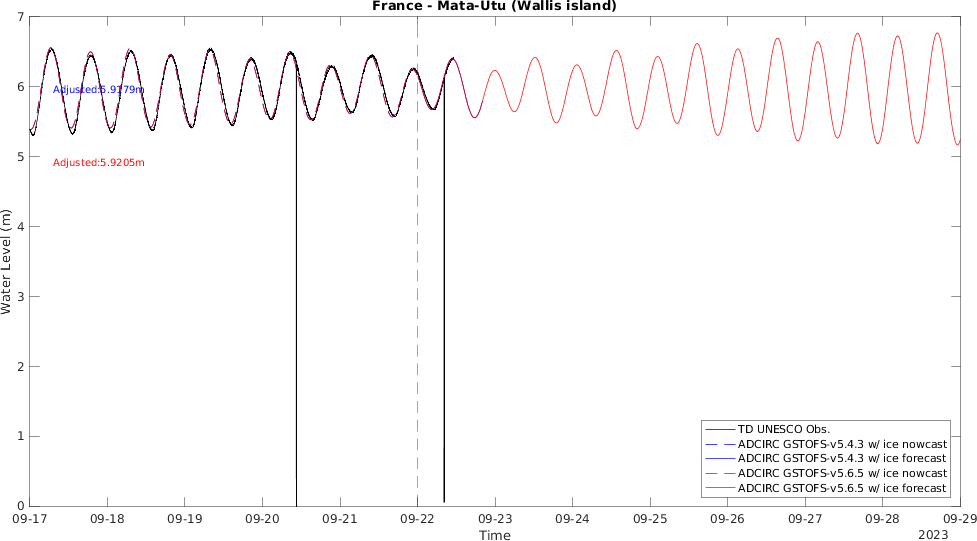 France - Mata-Utu (Wallis island)
7
6
5
4
3
2
1
0
Water Level (m)
Adjusted:5.9179m
Adjusted:5.9205m
TD UNESCO Obs.
ADCIRC GSTOFS-v5.4.3 w/ ice nowcast
ADCIRC GSTOFS-v5.4.3 w/ ice forecast
ADCIRC GSTOFS-v5.6.5 w/ ice nowcast
ADCIRC GSTOFS-v5.6.5 w/ ice forecast
09-17 09-18 09-19 09-20 09-21 09-22 09-23 09-24 09-25 09-26 09-27 09-28 09-29
Time
2023